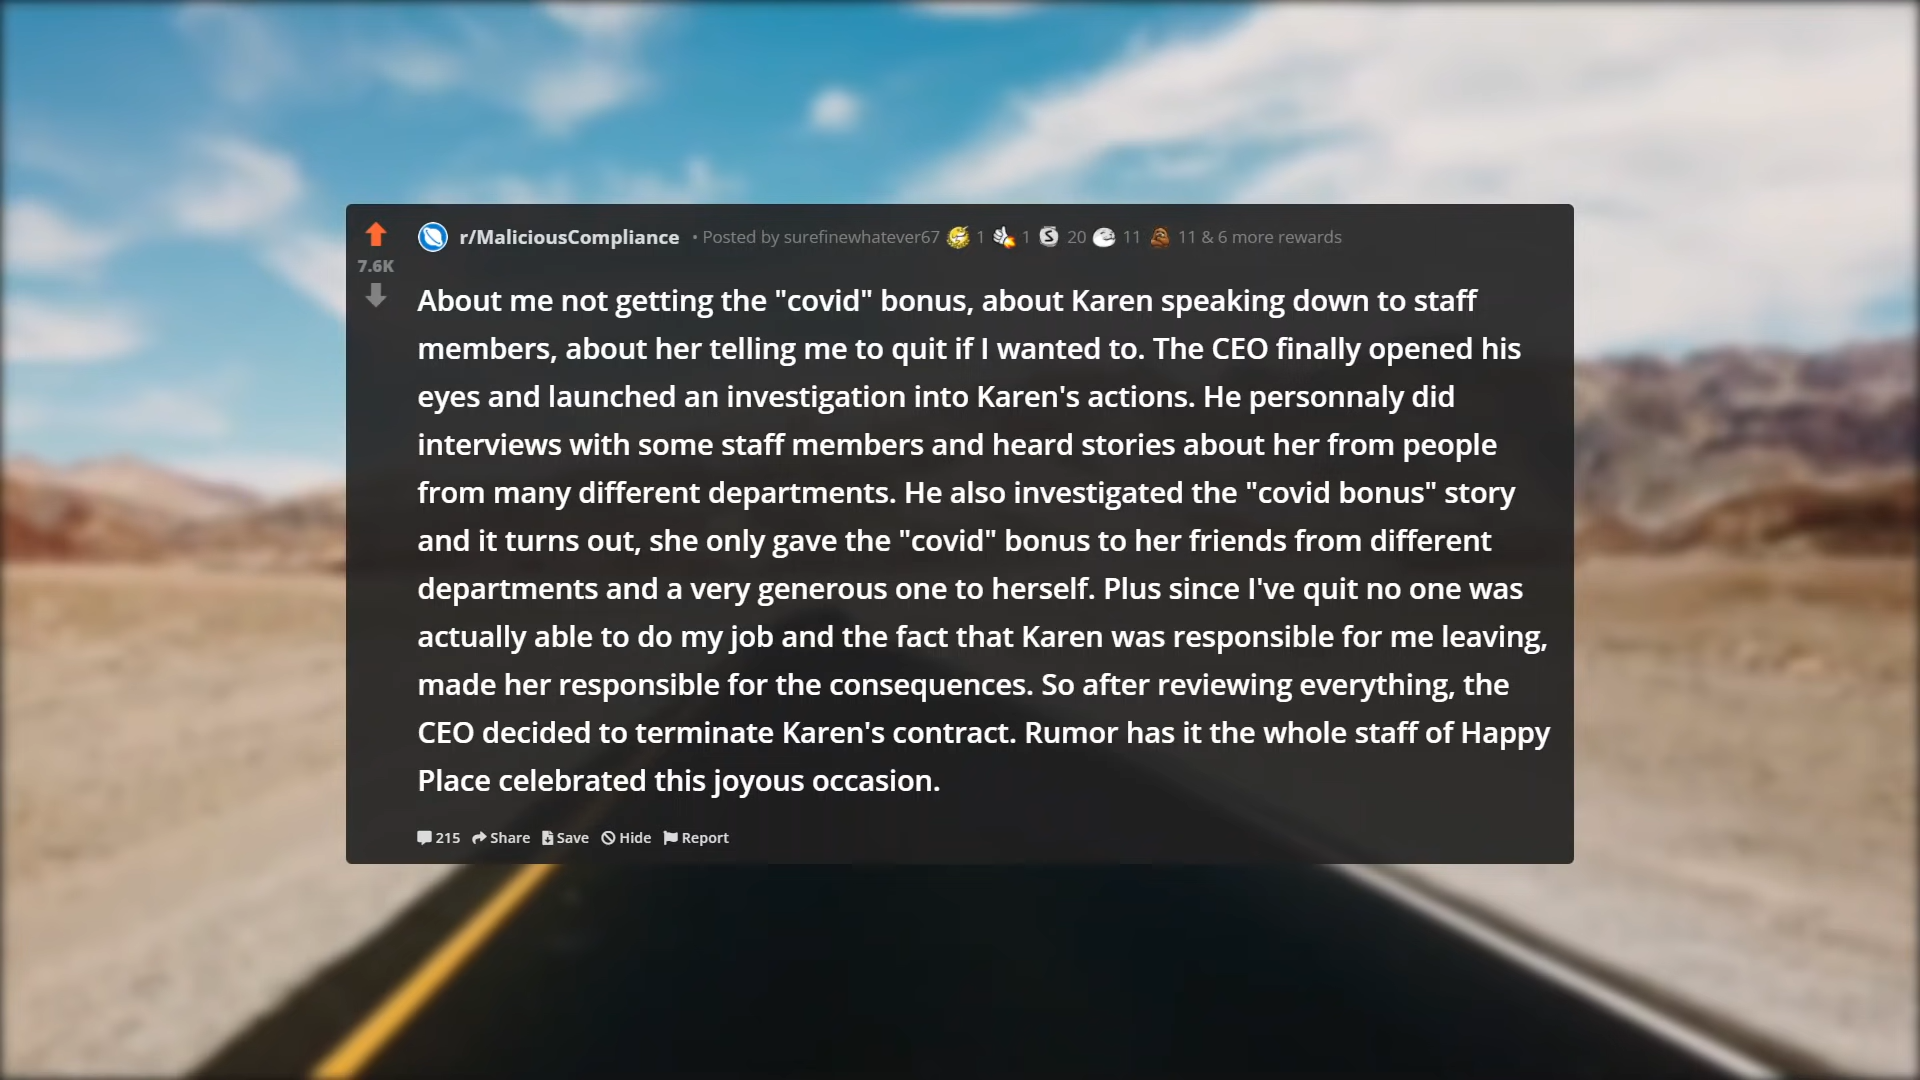 r/MaliciousCompliance • Posted by surefinewhatever67 1 1 20 11 11 & 6 more rewards
7.6K
About me not getting the "covid" bonus, about Karen speaking down to staff
members, about her telling me to quit if I wanted to. The CEO finally opened his
eyes and launched an investigation into Karen's actions. He personnaly did
interviews with some staff members and heard stories about her from people
from many different departments. He also investigated the "covid bonus" story
and it turns out, she only gave the "covid" bonus to her friends from different
departments and a very generous one to herself. Plus since I've quit no one was
actually able to do my job and the fact that Karen was responsible for me leaving,
made her responsible for the consequences. So after reviewing everything, the
CEO decided to terminate Karen's contract. Rumor has it the whole staff of Happy
Place celebrated this joyous occasion.
215 Share Save Hide Report